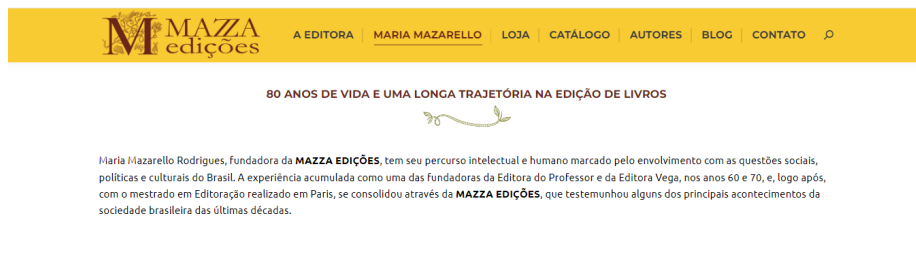 M MAZZA
edições
A EDITORA MARIA MAZARELLO LOJA CATÁLOGO AUTORES BLOG CONTATO
80 ANOS DE VIDA E UMA LONGA TRAJETÓRIA NA EDIÇÃO DE LIVROS
Maria Mazarello Rodrigues, fundadora da MAZZA EDIÇÕES, tem seu percurso intelectual e humano marcado pelo envolvimento com as questões sociais,
políticas e culturais do Brasil. A experiência acumulada como uma das fundadoras da Editora do Professor e da Editora Vega, nos anos 60 e 70, e, logo após,
com o mestrado em Editoração realizado em Paris, se consolidou através da MAZZA EDIÇÕES, que testemunhou alguns dos principais acontecimentos da
sociedade brasileira das últimas décadas.